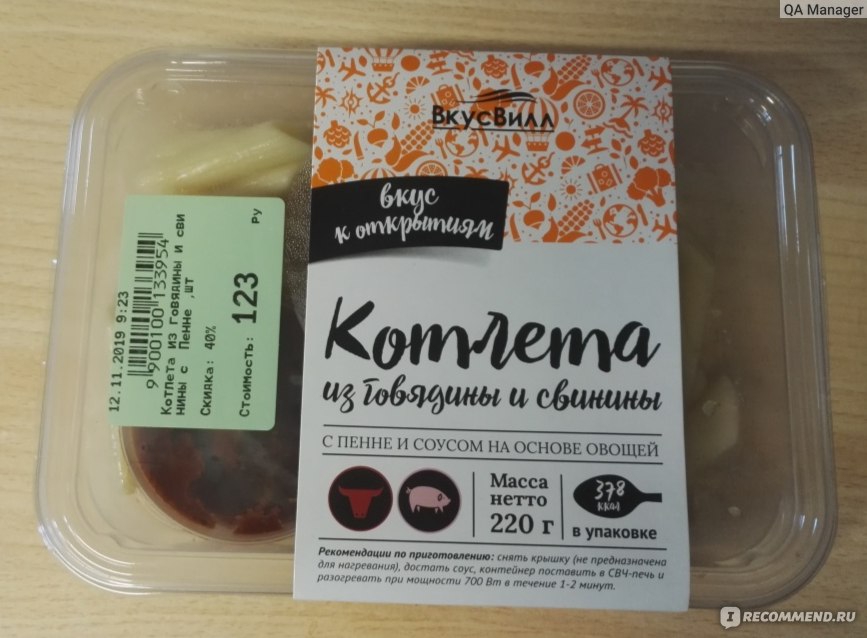 QA Manager
ВкусВилл
вкус
к открытиям
Котлета
из говядины и свинины
С ПЕННЕ И СОУСОМ НА ОСНОВЕ ОВОЩЕЙ
Масса
нетто
220 г
378
ккал
в упаковке
Рекомендации по приготовлению: снять крышку (не предназначена
для нагревания), достать соус, контейнер поставить в СВЧ-печь и
разогревать при мощности 700 Вт в течение 1-2 минут.
12.11.2019 9:23
9 900100 133954
Котлета из говядины и сви
нины с Пенне ,шт
Скидка: 40%
Стоимость: 123 Ру
I RECOMMEND.RU